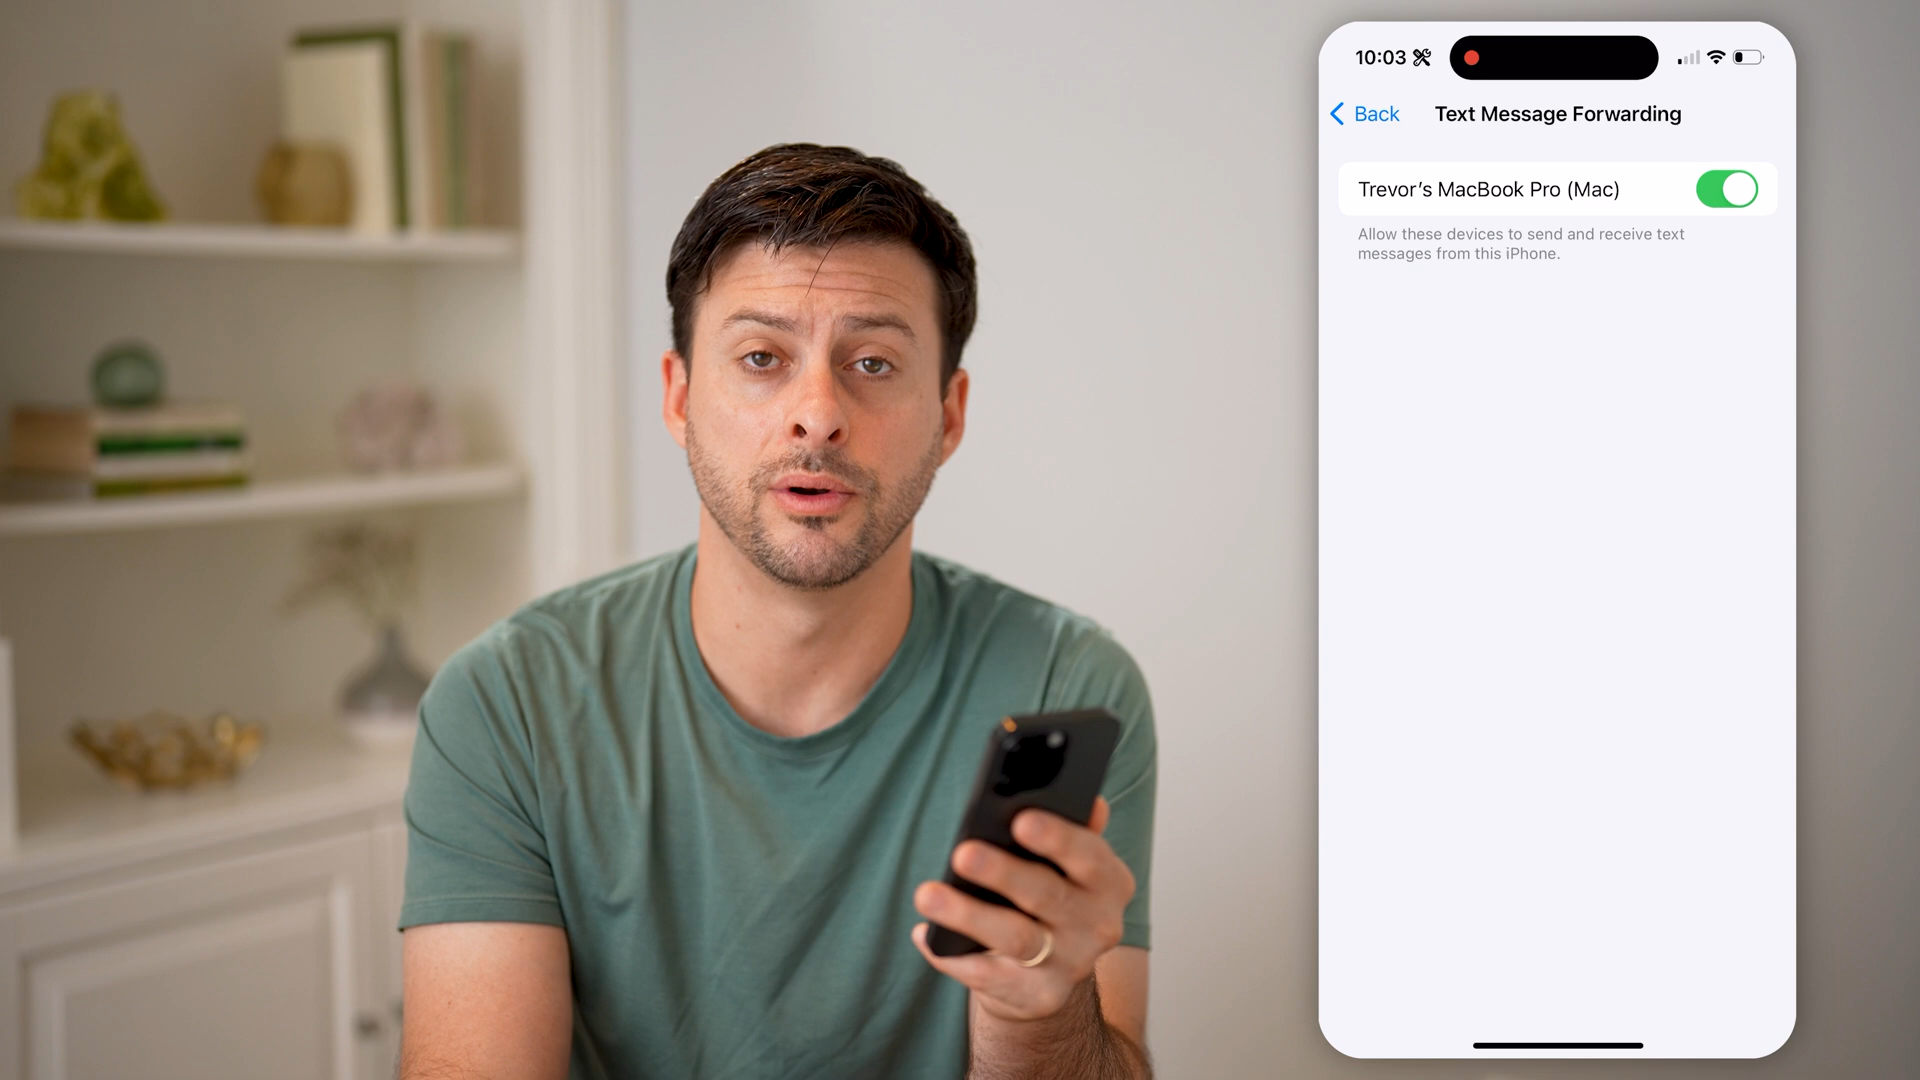 10:03
Back
Text Message Forwarding
Trevor's MacBook Pro (Mac)
Allow these devices to send and receive text
messages from this iPhone.